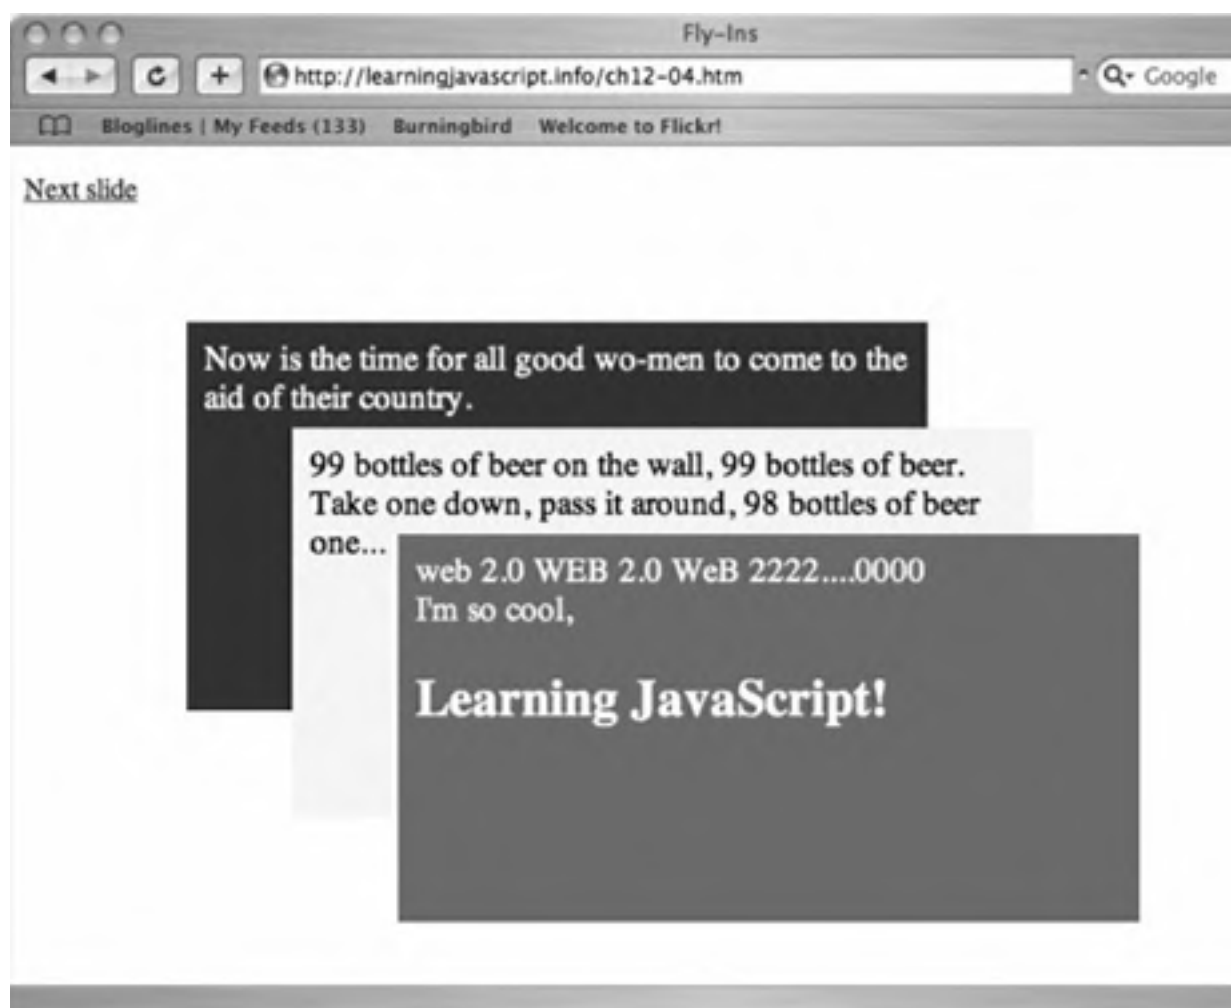 Fly-Ins
http://learningjavascript.info/ch12-04.htm
Google
Bloglines | My Feeds (133) Burningbird Welcome to Flickr!
Next slide
Now is the time for all good wo-men to come to the
aid of their country.
99 bottles of beer on the wall, 99 bottles of beer.
Take one down, pass it around, 98 bottles of beer
one...
web 2.0 WEB 2.0 WeB 2222....0000
I'm so cool,
Learning JavaScript!